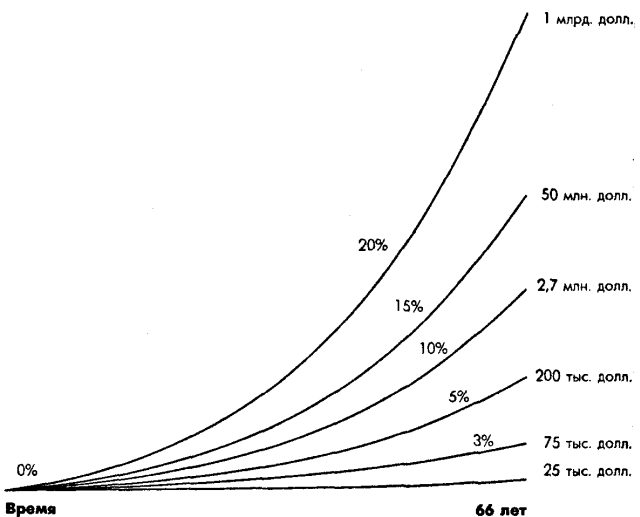 1 млрд. долл.
50 млн. долл.
20%
2,7 млн. долл.
15%
10%
200 тыс. долл.
5%
3%
75 тыс. долл.
0%
25 тыс. долл.
Время
66 лет